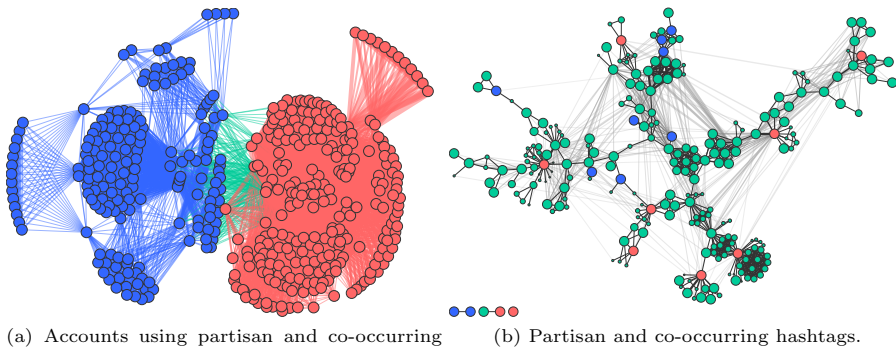 (a) Accounts using partisan and co-occurring
(b) Partisan and co-occurring hashtags.